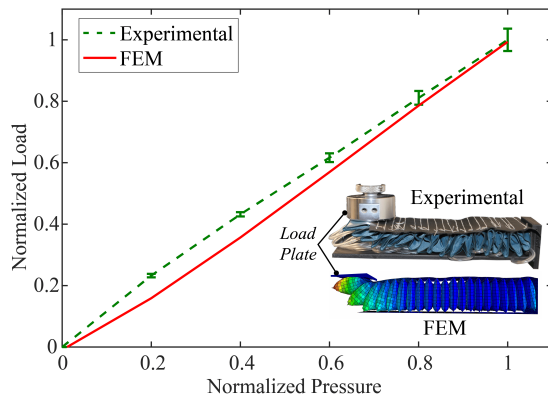 Experimental
FEM
Normalized Load
1
0.8
0.6
0.4
0.2
0
Experimental
Load
Plate
FEM
0
0.2
0.4
0.6
0.8
1
Normalized Pressure